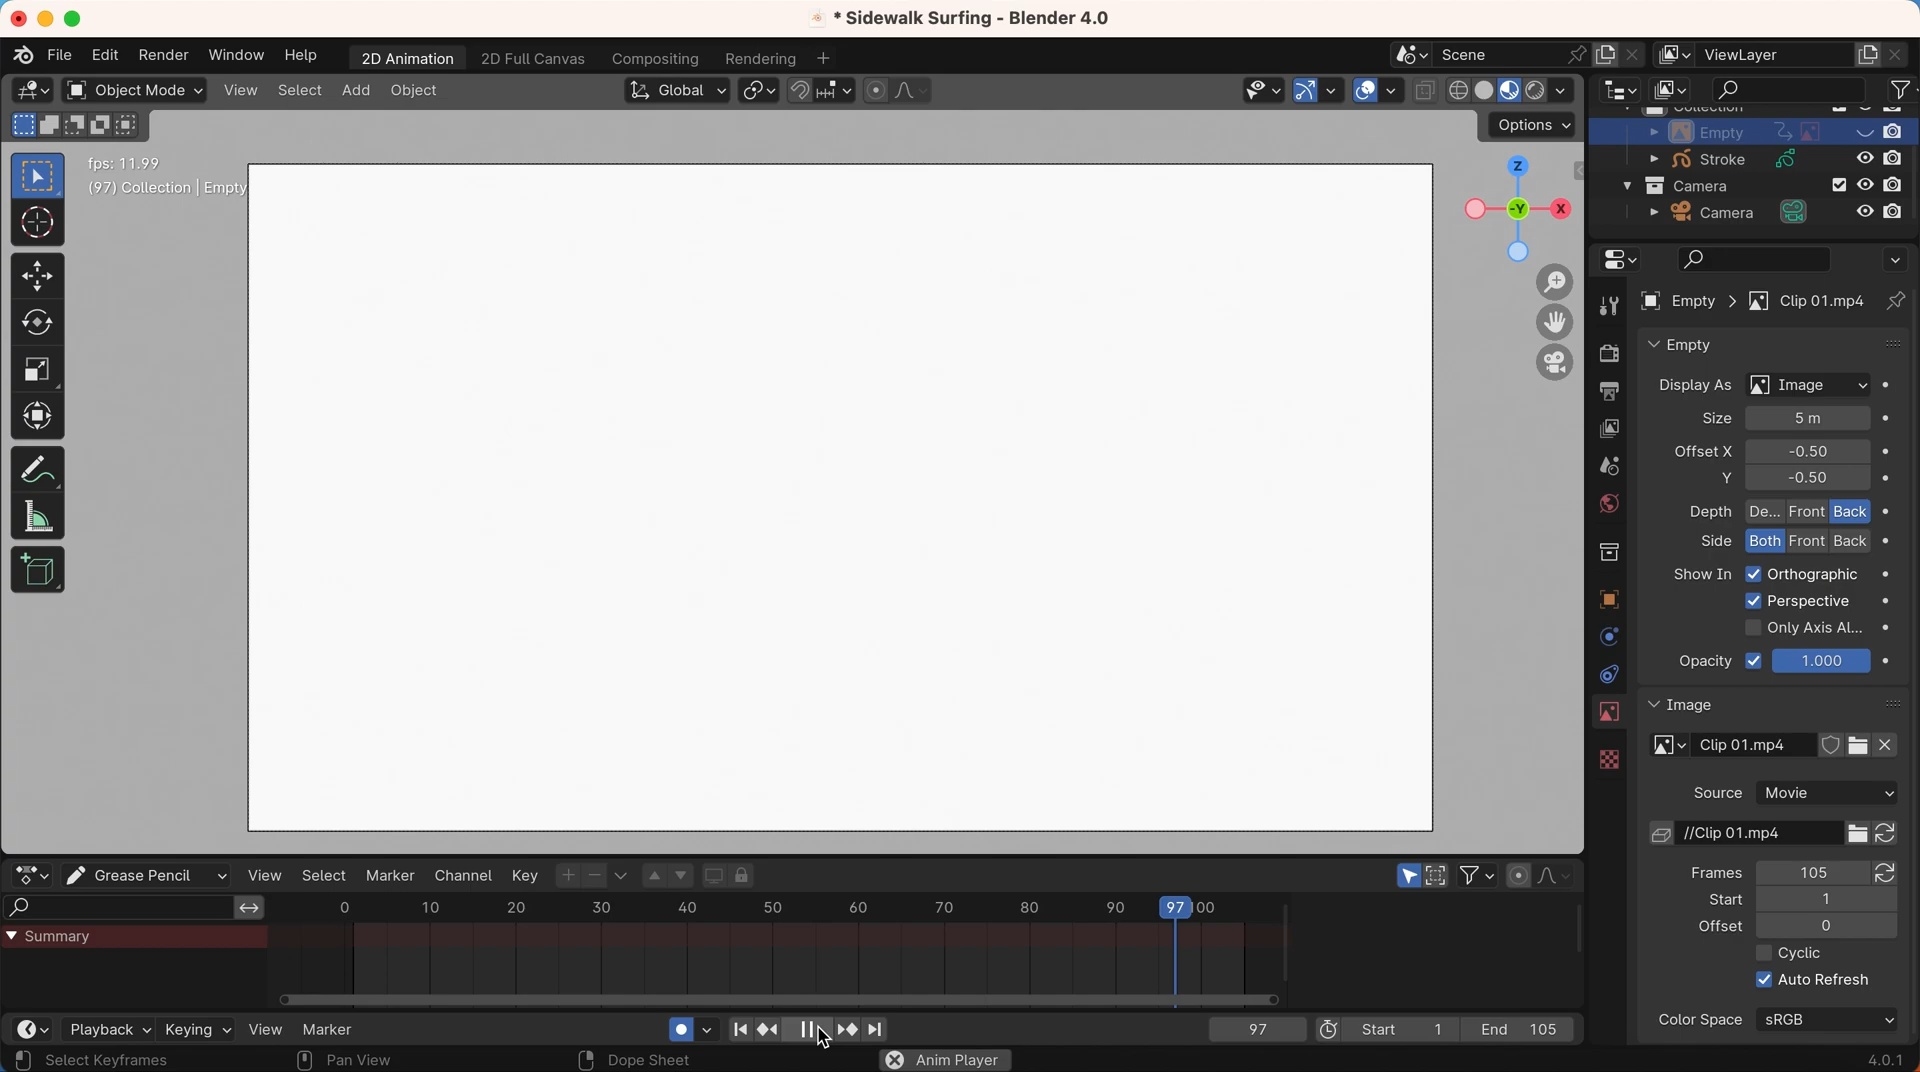 * Sidewalk Surfing - Blender 4.0
File Edit Render Window Help 2D Animation 2D Full Canvas Compositing Rendering + Scene ViewLayer
Object Mode View Select Add Object Global
Options
fps: 11.99
(97) Collection | Empty
Z
-Y X
Collection
Empty
Stroke
Camera
Camera
Empty > Clip 01.mp4
Empty
Display As Image
Size 5 m
Offset X -0.50
Y -0.50
Depth De... Front Back
Side Both Front Back
Show In Orthographic
Perspective
Only Axis Al...
Opacity 1.000
Image
Clip 01.mp4
Source Movie
//Clip 01.mp4
Frames 105
Start 1
Offset 0
Cyclic
Auto Refresh
Color Space sRGB
Grease Pencil View Select Marker Channel Key
0 10 20 30 40 50 60 70 80 90 97 100
Summary
Playback Keying View Marker 97 Start 1 End 105
Select Keyframes Pan View Dope Sheet Anim Player 4.0.1